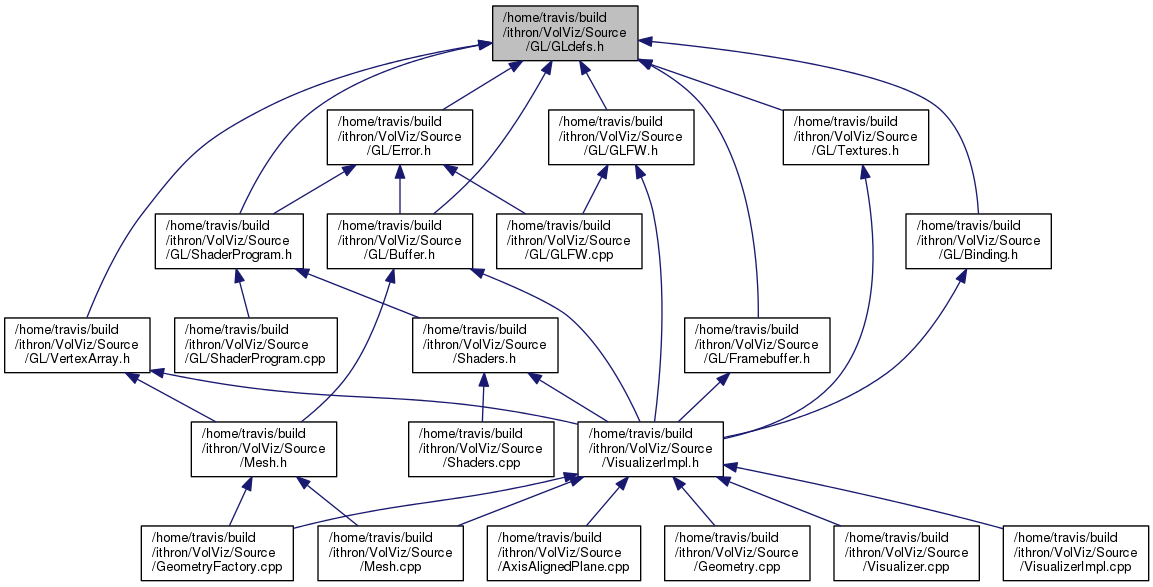 /home/travis/build
/ithron/VolViz/Source
/GL/GLdefs.h
/home/travis/build
/ithron/VolViz/Source
/GL/Error.h
/home/travis/build
/ithron/VolViz/Source
/GL/GLFW.h
/home/travis/build
/ithron/VolViz/Source
/GL/Textures.h
/home/travis/build
/ithron/VolViz/Source
/GL/ShaderProgram.h
/home/travis/build
/ithron/VolViz/Source
/GL/Buffer.h
/home/travis/build
/ithron/VolViz/Source
/GL/GLFW.cpp
/home/travis/build
/ithron/VolViz/Source
/GL/Binding.h
/home/travis/build
/ithron/VolViz/Source
/GL/VertexArray.h
/home/travis/build
/ithron/VolViz/Source
/GL/ShaderProgram.cpp
/home/travis/build
/ithron/VolViz/Source
/Shaders.h
/home/travis/build
/ithron/VolViz/Source
/GL/Framebuffer.h
/home/travis/build
/ithron/VolViz/Source
/Mesh.h
/home/travis/build
/ithron/VolViz/Source
/Shaders.cpp
/home/travis/build
/ithron/VolViz/Source
/VisualizerImpl.h
/home/travis/build
/ithron/VolViz/Source
/GeometryFactory.cpp
/home/travis/build
/ithron/VolViz/Source
/Mesh.cpp
/home/travis/build
/ithron/VolViz/Source
/AxisAlignedPlane.cpp
/home/travis/build
/ithron/VolViz/Source
/Geometry.cpp
/home/travis/build
/ithron/VolViz/Source
/Visualizer.cpp
/home/travis/build
/ithron/VolViz/Source
/VisualizerImpl.cpp